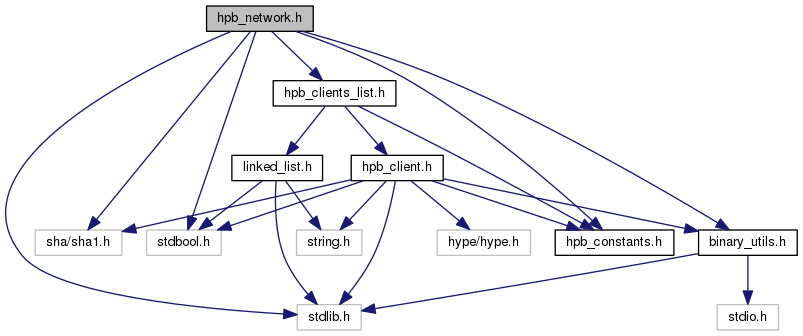 hpb_network.h
hpb_clients_list.h
linked_list.h
hpb_client.h
sha/sha1.h
stdbool.h
string.h
hype/hype.h
hpb_constants.h
binary_utils.h
stdlib.h
stdio.h